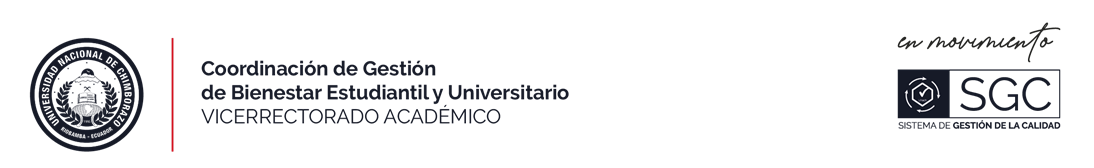 UNIVERSIDAD NACIONAL DE CHIMBORAZO
RIOBAMBA - ECUADOR
Coordinación de Gestión
de Bienestar Estudiantil y Universitario
VICERRECTORADO ACADÉMICO
en movimiento
SGC
SISTEMA DE GESTIÓN DE LA CALIDAD